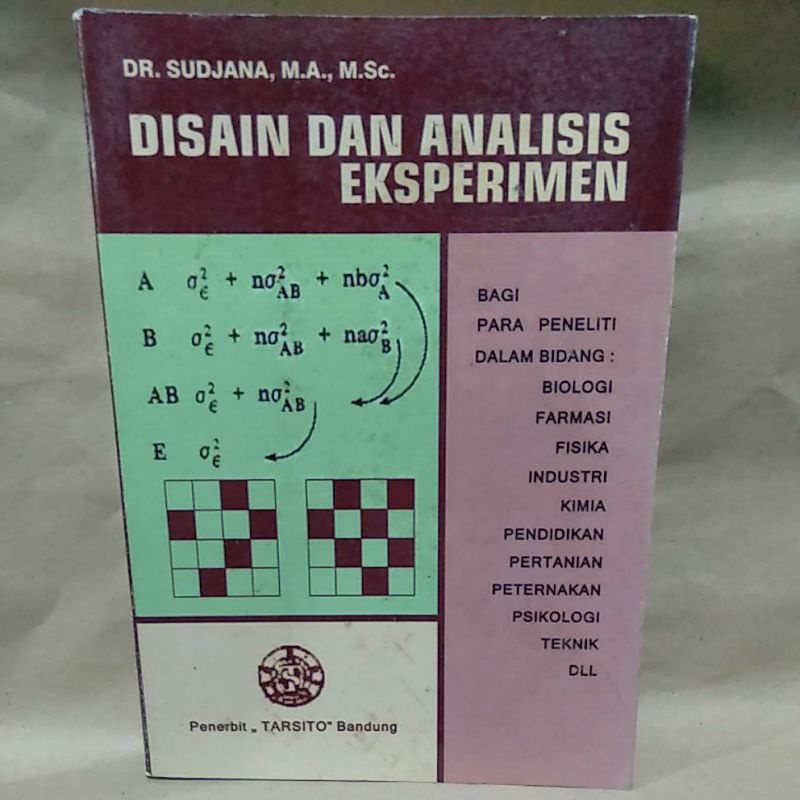 DR. SUDJANA, M.A., M.Sc.
DISAIN DAN ANALISIS
EKSPERIMEN
A σ²ϵ + nσ²AB + nbσ²A
B σ²ϵ + nσ²AB + naσ²B
AB σ²ϵ + nσ²AB
E σ²ϵ
BAGI
PARA PENELITI
DALAM BIDANG :
BIOLOGI
FARMASI
FISIKA
INDUSTRI
KIMIA
PENDIDIKAN
PERTANIAN
PETERNAKAN
PSIKOLOGI
TEKNIK
DLL
Penerbit „ TARSITO" Bandung